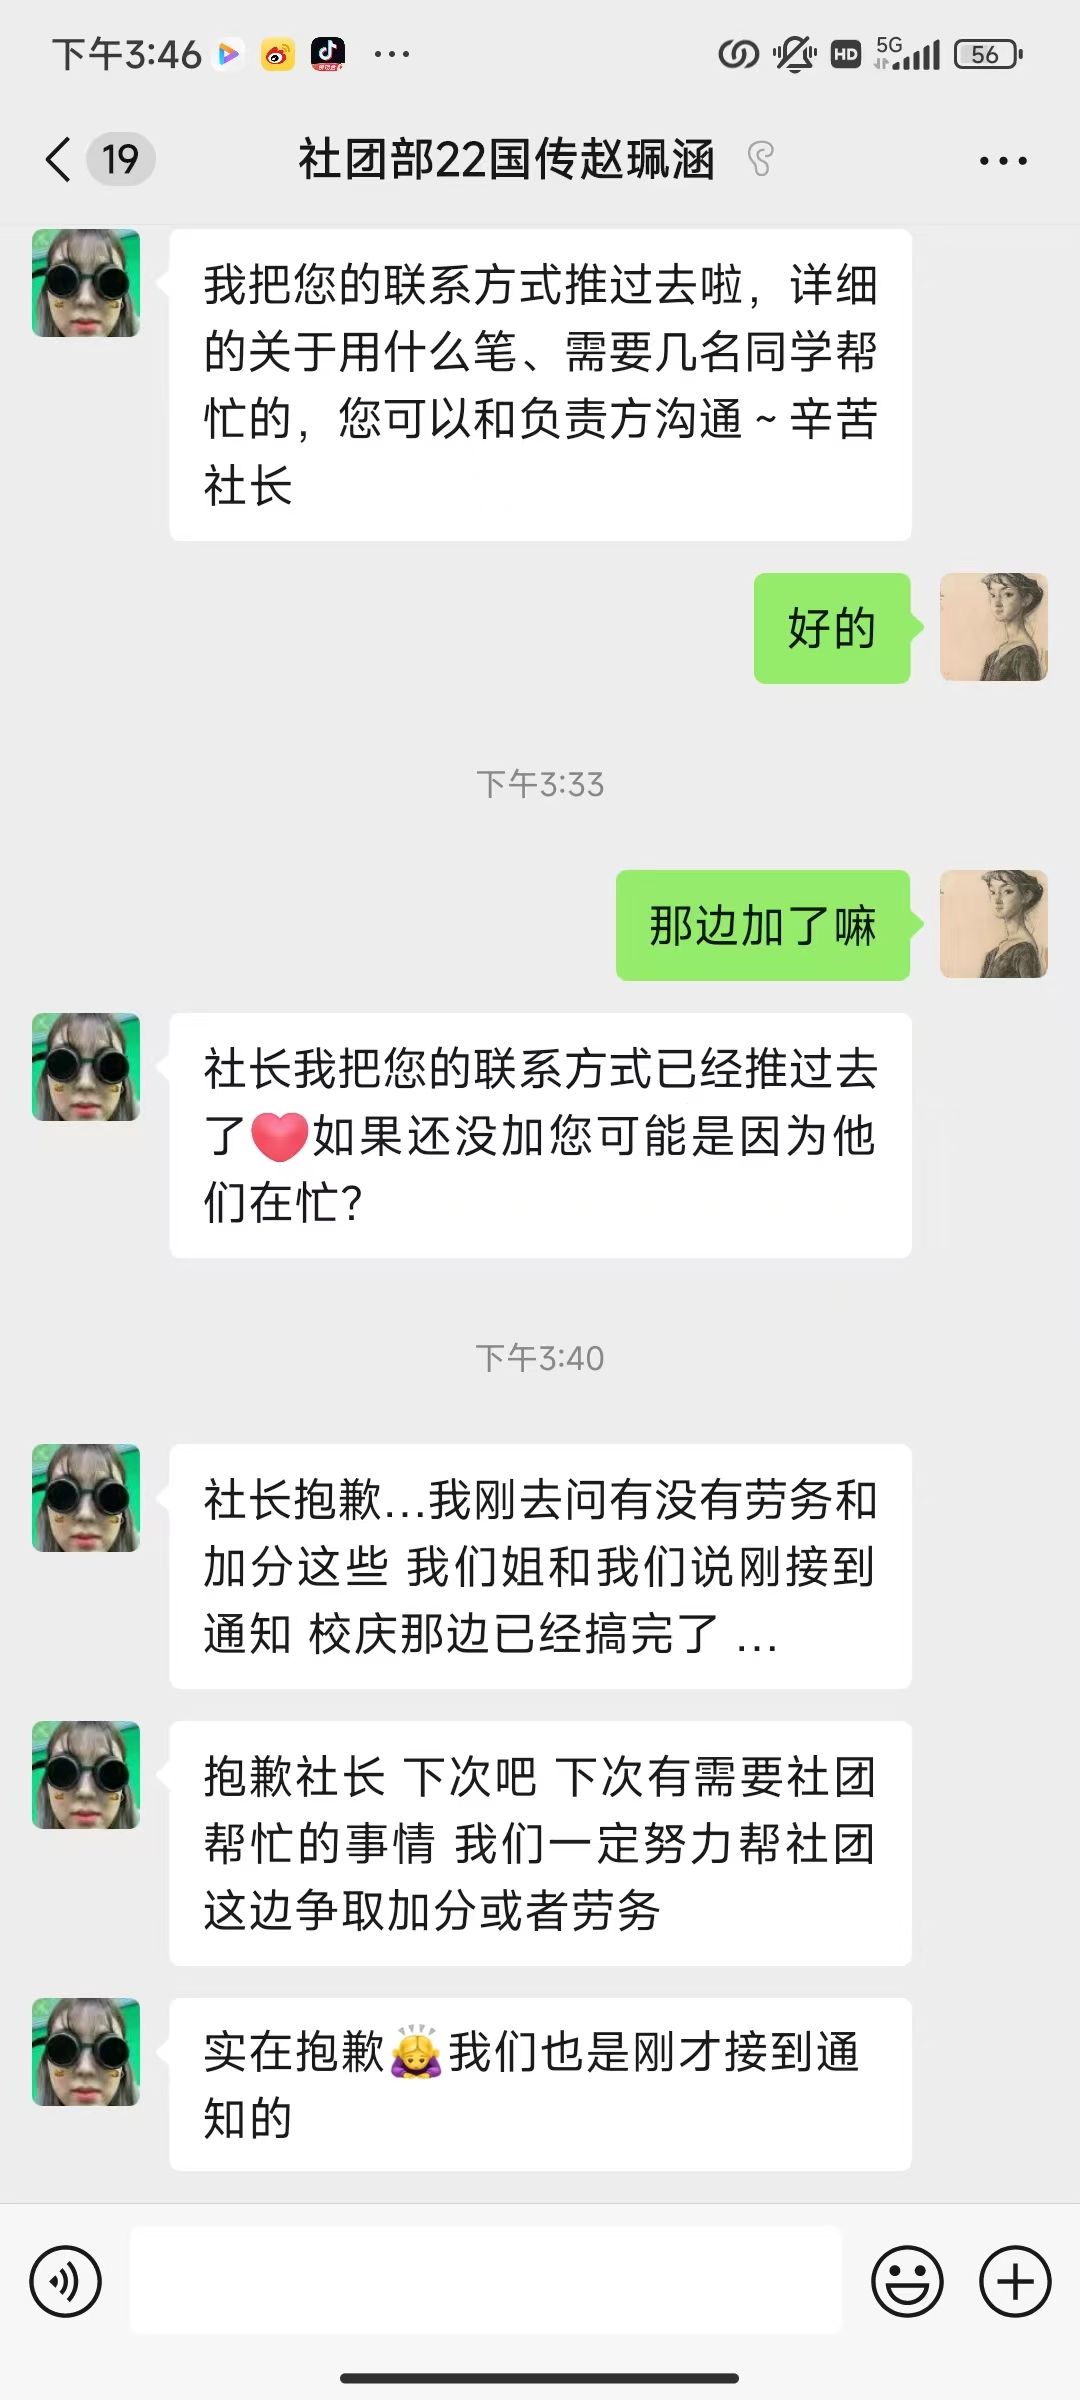 下午3:46
HD
5G
56
19
社团部22国传赵珮涵
我把您的联系方式推过去啦，详细
的关于用什么笔、需要几名同学帮
忙的，您可以和负责方沟通~辛苦
社长
好的
下午3:33
那边加了嘛
社长我把您的联系方式已经推过去
了❤如果还没加您可能是因为他
们在忙？
下午3:40
社长抱歉...我刚去问有没有劳务和
加分这些 我们姐和我们说刚接到
通知 校庆那边已经搞完了 ...
抱歉社长 下次吧 下次有需要社团
帮忙的事情 我们一定努力帮社团
这边争取加分或者劳务
实在抱歉🙇‍♀️我们也是刚才接到通
知的